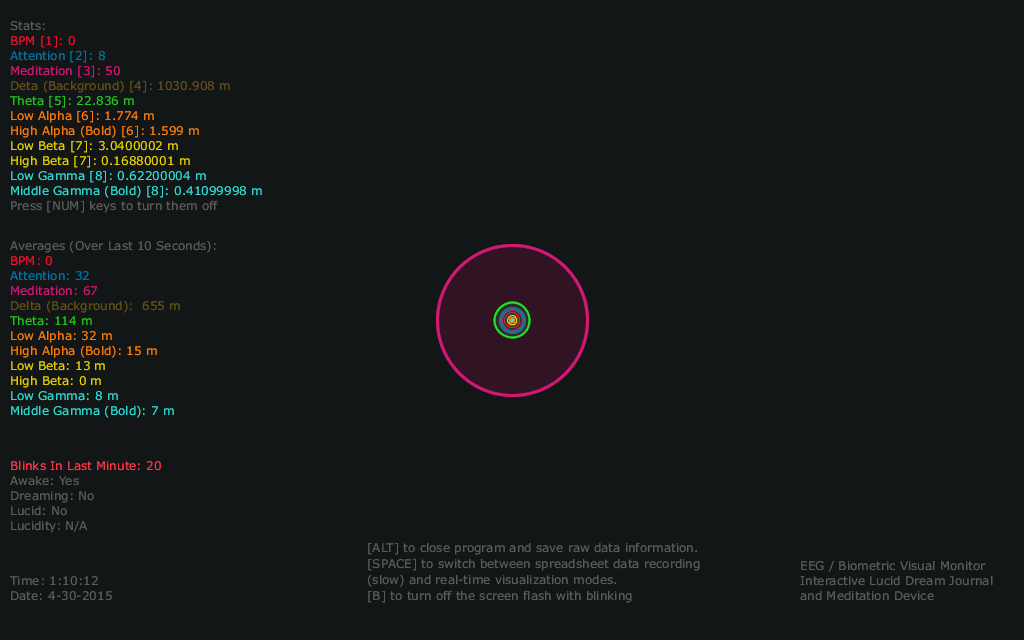 Stats:
BPM [1]: 0
Attention [2]: 8
Meditation [3]: 50
Deta (Background) [4]: 1030.908 m
Theta [5]: 22.836 m
Low Alpha [6]: 1.774 m
High Alpha (Bold) [6]: 1.599 m
Low Beta [7]: 3.0400002 m
High Beta [7]: 0.16880001 m
Low Gamma [8]: 0.62200004 m
Middle Gamma (Bold) [8]: 0.41099998 m
Press [NUM] keys to turn them off
Averages (Over Last 10 Seconds):
BPM: 0
Attention: 32
Meditation: 67
Delta (Background):  655 m
Theta: 114 m
Low Alpha: 32 m
High Alpha (Bold): 15 m
Low Beta: 13 m
High Beta: 0 m
Low Gamma: 8 m
Middle Gamma (Bold): 7 m
Blinks In Last Minute: 20
Awake: Yes
Dreaming: No
Lucid: No
Lucidity: N/A
Time: 1:10:12
Date: 4-30-2015
[ALT] to close program and save raw data information.
[SPACE] to switch between spreadsheet data recording
(slow) and real-time visualization modes.
[B] to turn off the screen flash with blinking
EEG / Biometric Visual Monitor
Interactive Lucid Dream Journal
and Meditation Device